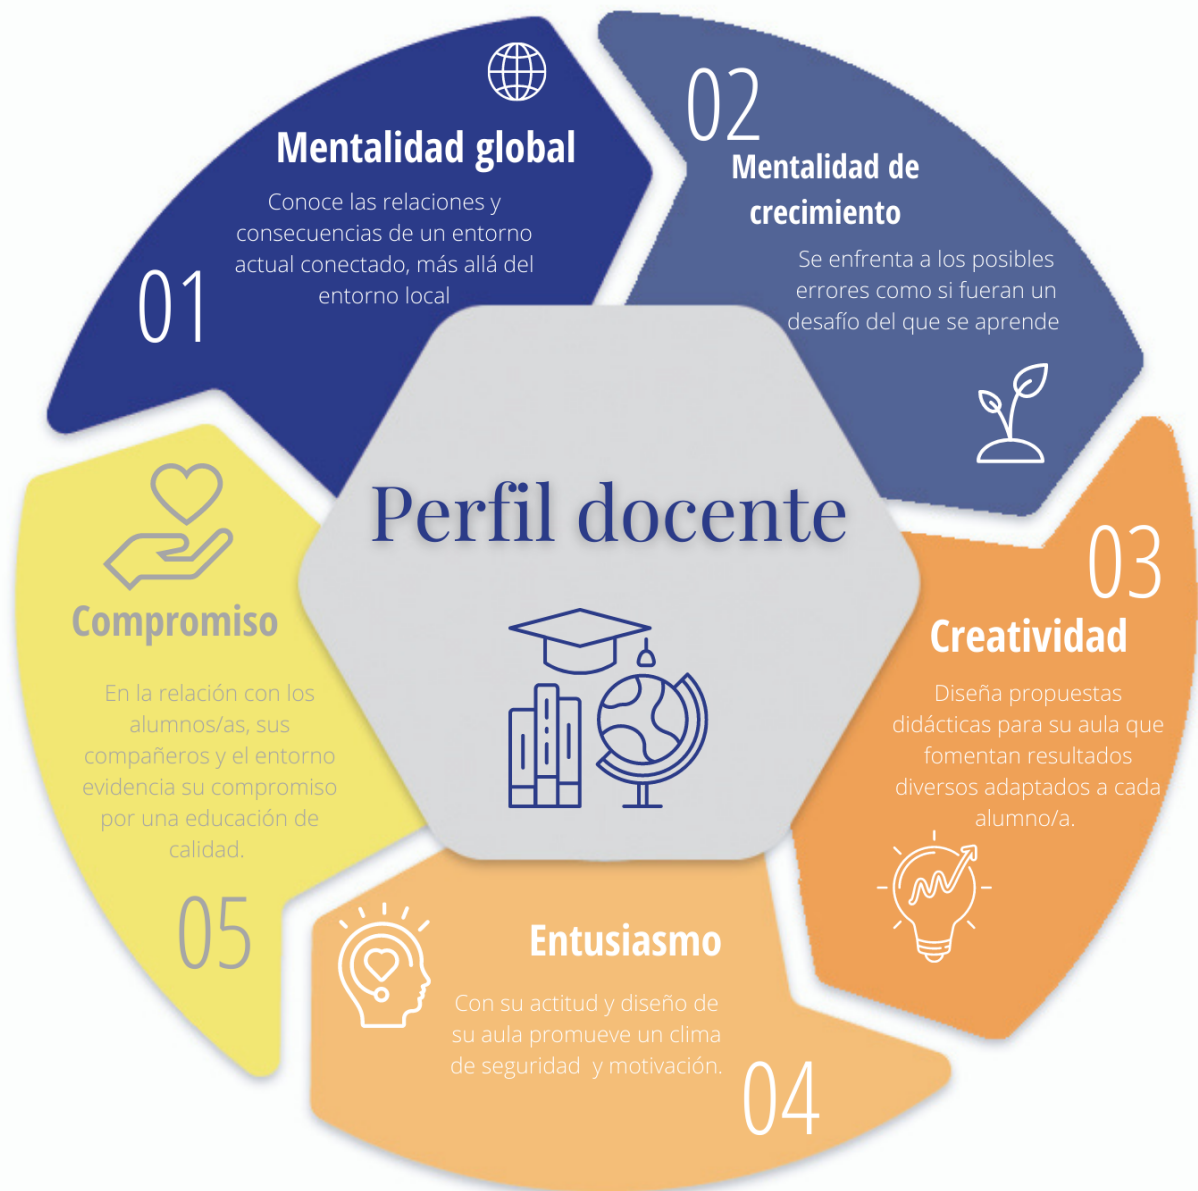 01
Mentalidad global
Conoce las relaciones y
consecuencias de un entorno
actual conectado, más allá del
entorno local
02
Mentalidad de
crecimiento
Se enfrenta a los posibles
errores como si fueran un
desafío del que se aprende
Perfil docente
03
Creatividad
Diseña propuestas
didácticas para su aula que
fomentan resultados
diversos adaptados a cada
alumno/a.
Entusiasmo
Con su actitud y diseño de
su aula promueve un clima
de seguridad y motivación.
04
Compromiso
En la relación con los
alumnos/as, sus
compañeros y el entorno
evidencia su compromiso
por una educación de
calidad.
05